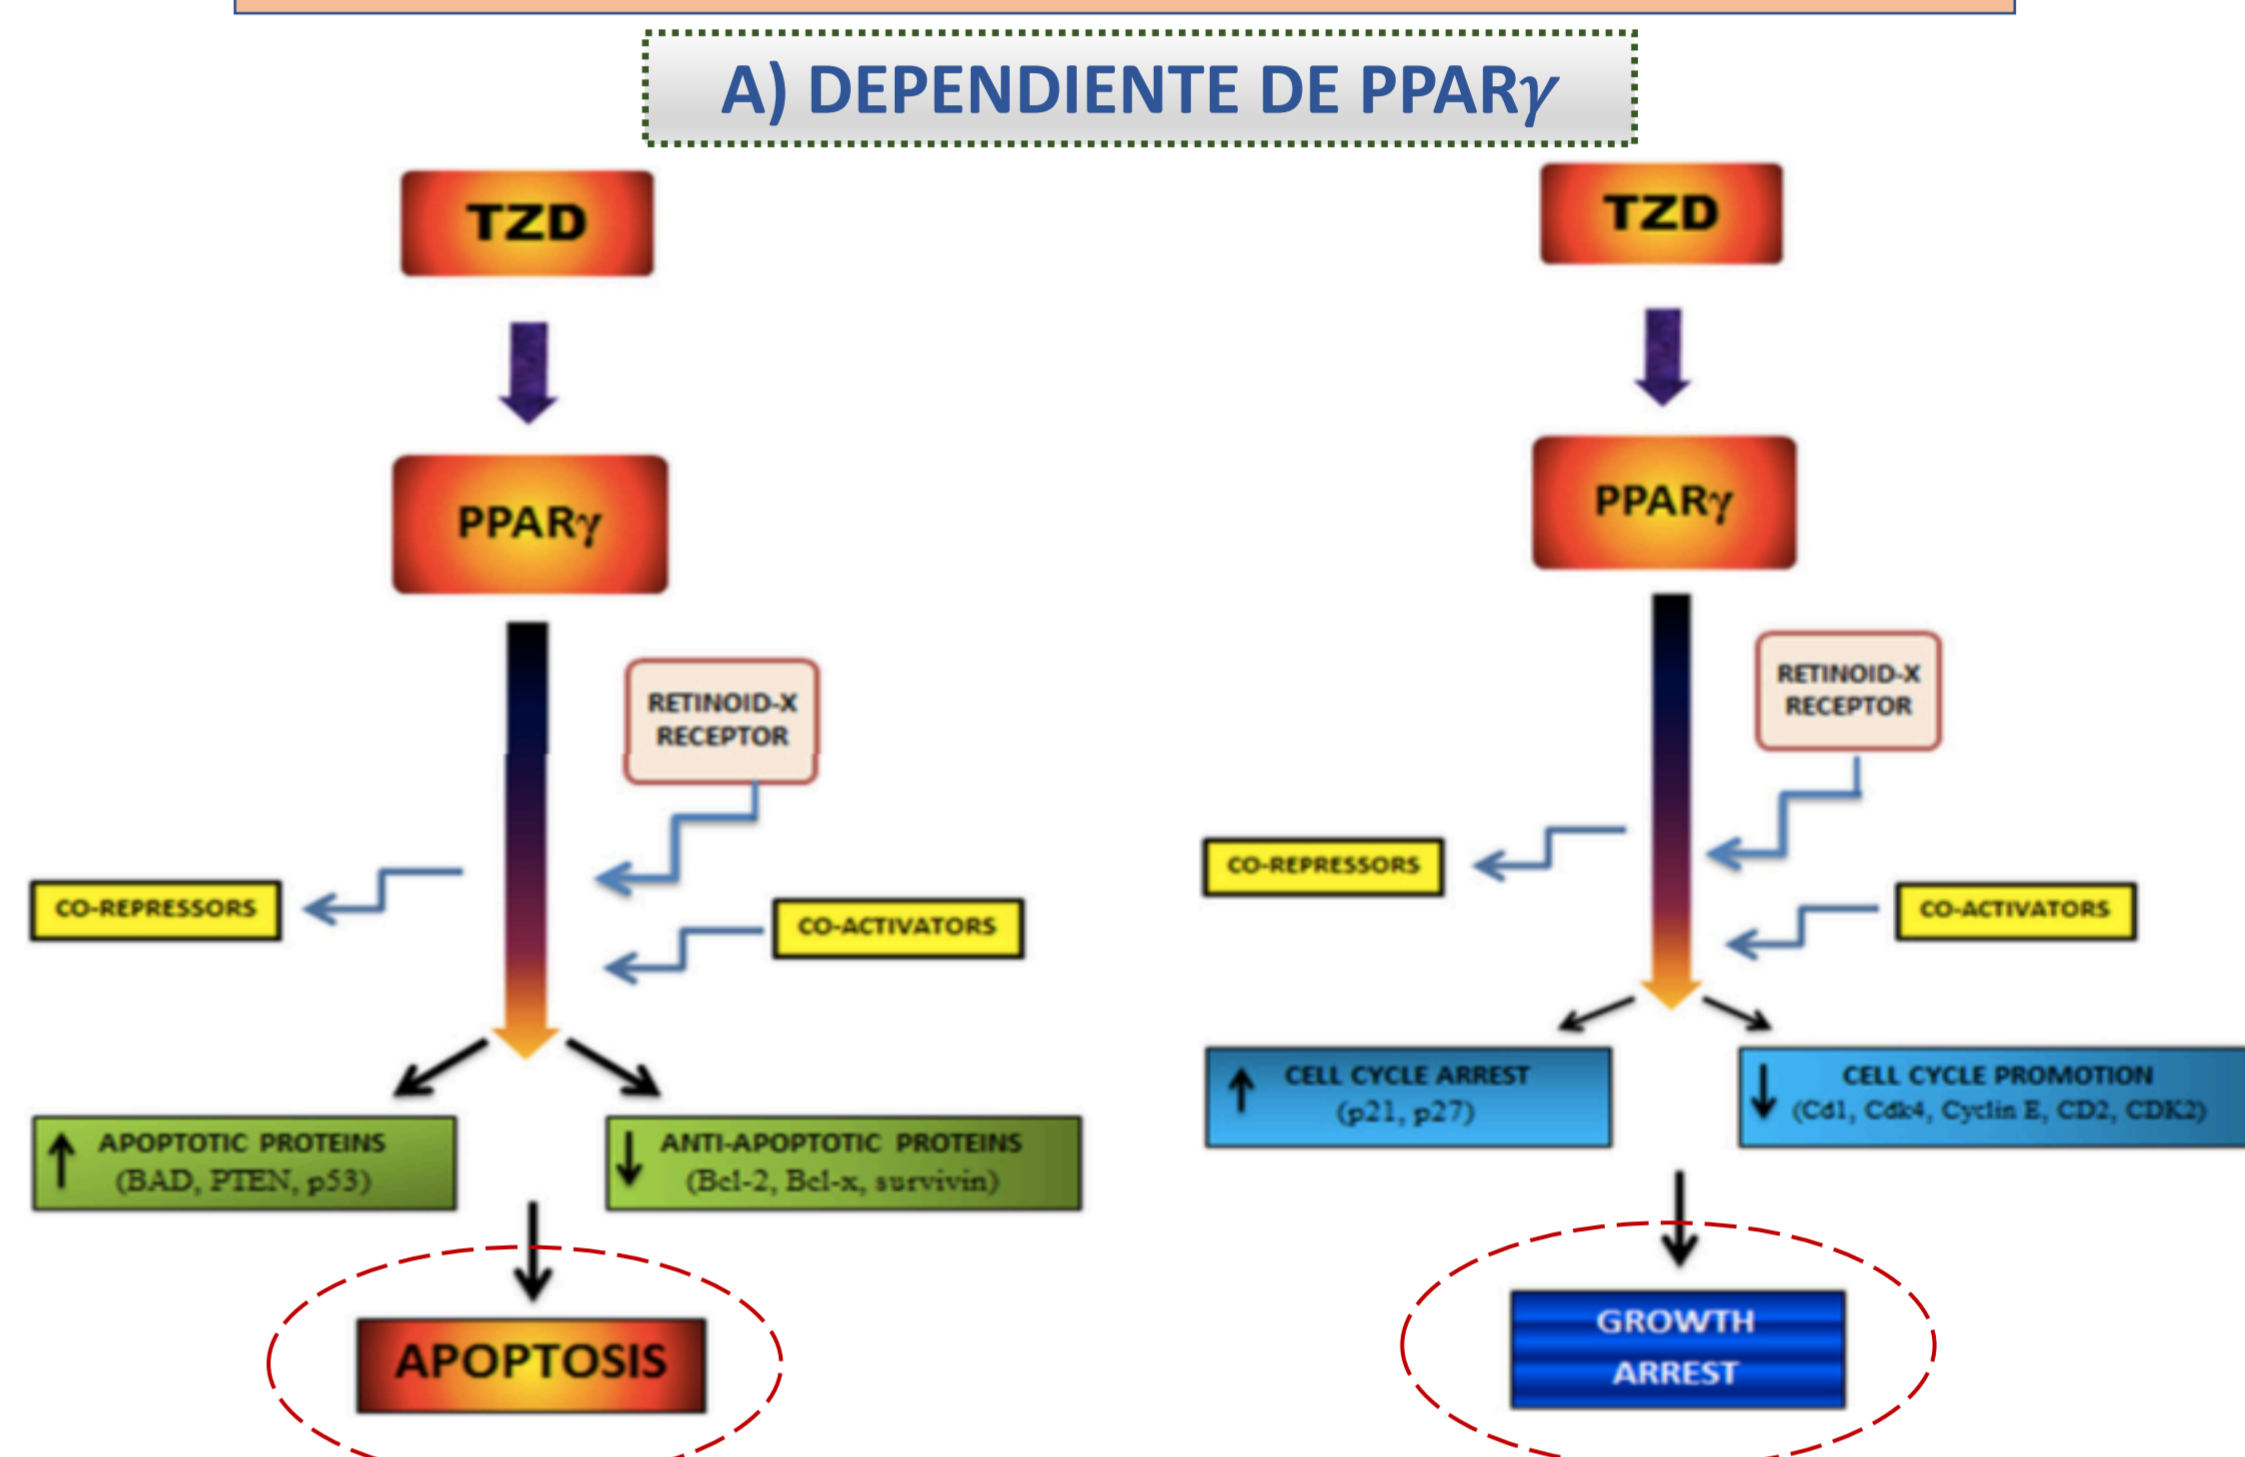 A) DEPENDIENTE DE PPARγ
TZD
PPARγ
RETINOID-X
RECEPTOR
CO-REPRESSORS
CO-ACTIVATORS
↑ APOPTOTIC PROTEINS
(BAD, PTEN, p53)
↓ ANTI-APOPTOTIC PROTEINS
(Bcl-2, Bcl-x, survivin)
APOPTOSIS
TZD
PPARγ
RETINOID-X
RECEPTOR
CO-REPRESSORS
CO-ACTIVATORS
↑ CELL CYCLE ARREST
(p21, p27)
↓ CELL CYCLE PROMOTION
(Cd1, Cdk4, Cyclin E, CD2, CDK2)
GROWTH
ARREST